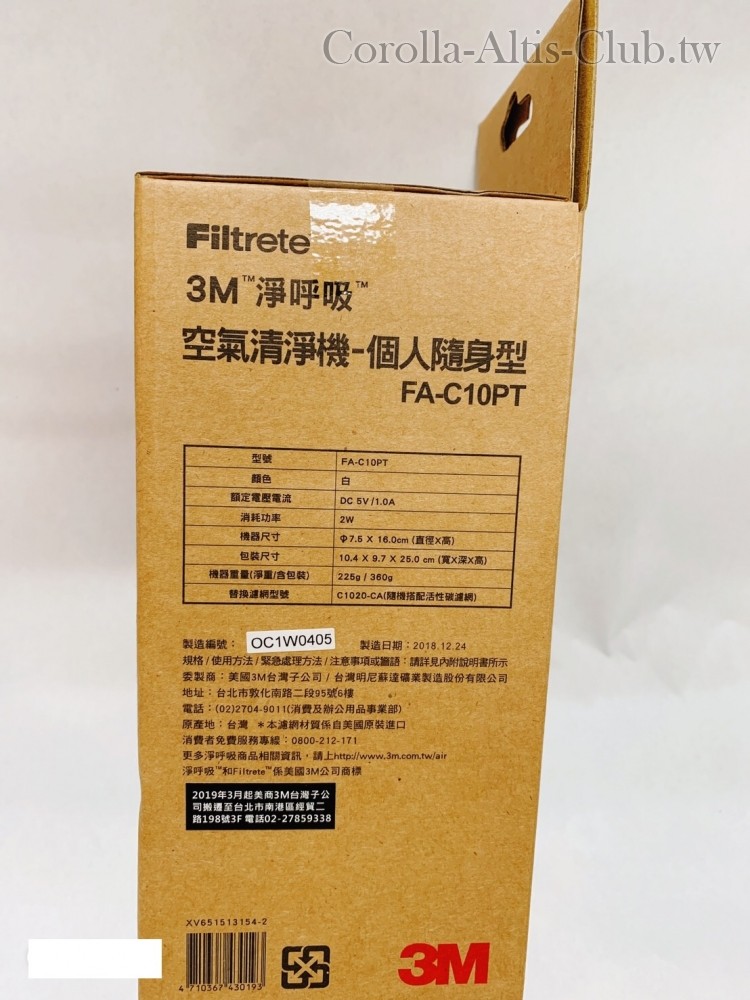 Corolla-Altis-Club.tw
Filtrete
3M™淨呼吸™
空氣清淨機-個人隨身型
FA-C10PT
型號 FA-C10PT
顏色 白
額定電壓電流 DC 5V /1.0A
消耗功率 2W
機器尺寸 Φ7.5 X 16.0cm (直徑X高)
包裝尺寸 10.4 X 9.7 X 25.0 cm (寬X深X高)
機器重量(淨重/含包裝) 225g / 360g
替換濾網型號 C1020-CA(隨機搭配活性碳濾網)
製造編號： OC1W0405 製造日期：2018.12.24
規格/使用方法/緊急處理方法/注意事項或警語：請詳見內附說明書所示
委製商：美國3M台灣子公司 / 台灣明尼蘇達礦業製造股份有限公司
地址：台北市敦化南路二段95號6樓
電話：(02)2704-9011(消費及辦公用品事業部)
原產地：台灣 ＊本濾網材質係自美國原裝進口
消費者免費服務專線：0800-212-171
更多淨呼吸商品相關資訊，請上http://www.3m.com.tw/air
淨呼吸™和Filtrete™係美國3M公司商標
2019年3月起美商3M台灣子公
司搬遷至台北市南港區經貿二
路198號3F 電話02-27859338
XV651513154-2
4 710367 430193
3M